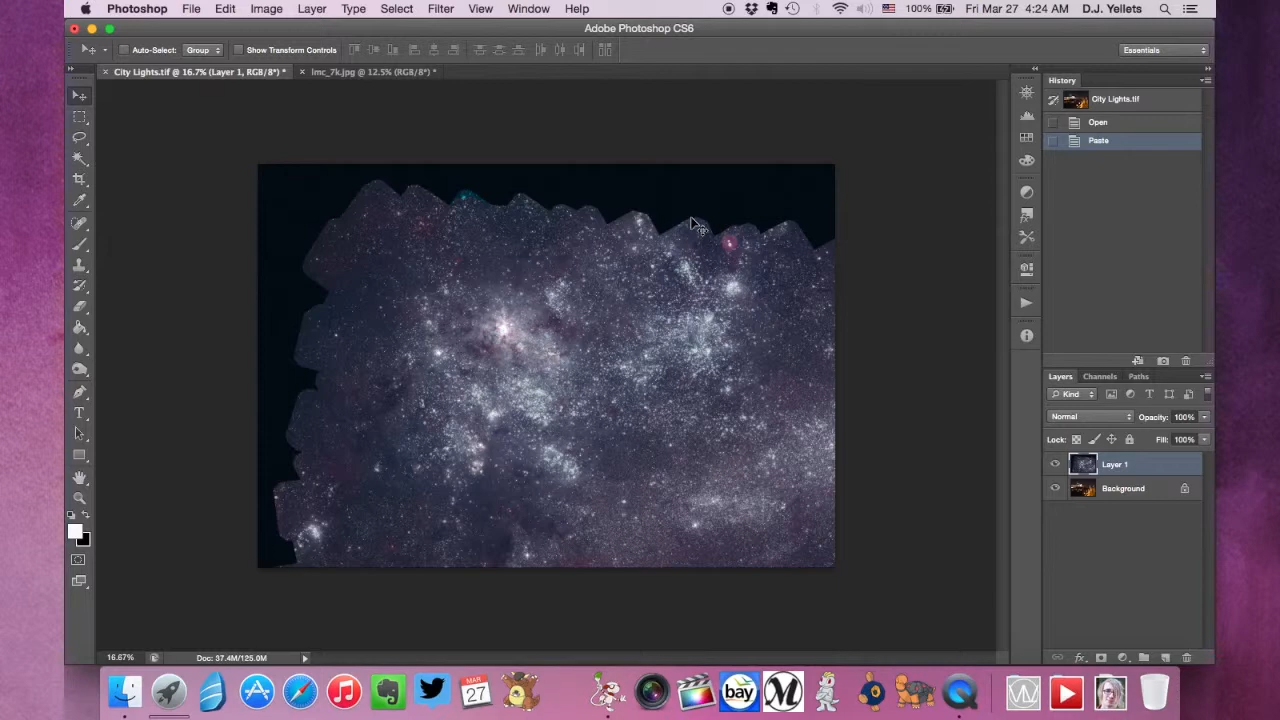 Photoshop File Edit Image Layer Type Select Filter View Window Help 100% Fri Mar 27 4:24 AM D.J. Yellets
Adobe Photoshop CS6
Auto-Select: Group Show Transform Controls Essentials
× City Lights.tif @ 16.7% (Layer 1, RGB/8*) * × lmc_7k.jpg @ 12.5% (RGB/8*) *
History
City Lights.tif
Open
Paste
Layers Channels Paths
Kind
Normal Opacity: 100%
Lock: Fill: 100%
Layer 1
Background
16.67% Doc: 37.4M/125.0M
MAR
27
bay
M